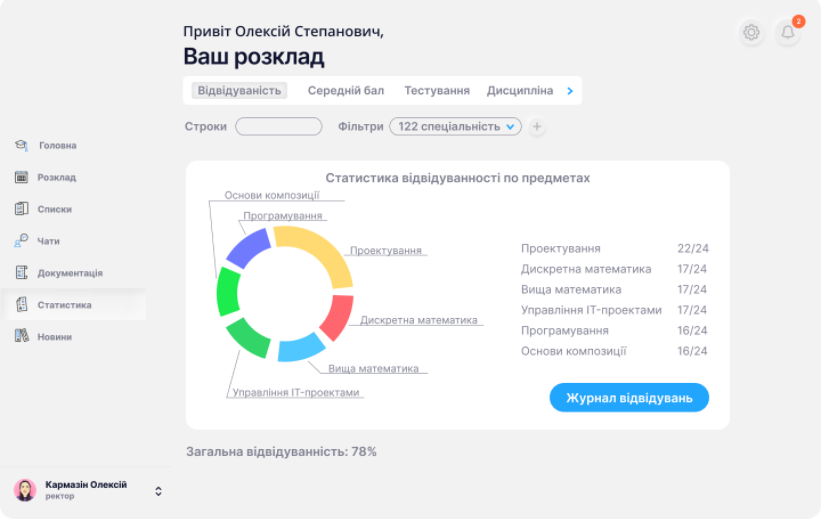 Привіт Олексій Степанович,
Ваш розклад
2
Відвідуваність Середній бал Тестування Дисципліна
Строки Фільтри 122 спеціальність
Головна
Розклад
Списки
Чати
Документація
Статистика
Новини
Статистика відвідуванності по предметах
Основи композиції
Програмування
Проектування
Дискретна математика
Вища математика
Управління ІТ-проектами
Проектування 22/24
Дискретна математика 17/24
Вища математика 17/24
Управління ІТ-проектами 17/24
Програмування 16/24
Основи композиції 16/24
Журнал відвідувань
Загальна відвідуванність: 78%
Кармазін Олексій
ректор